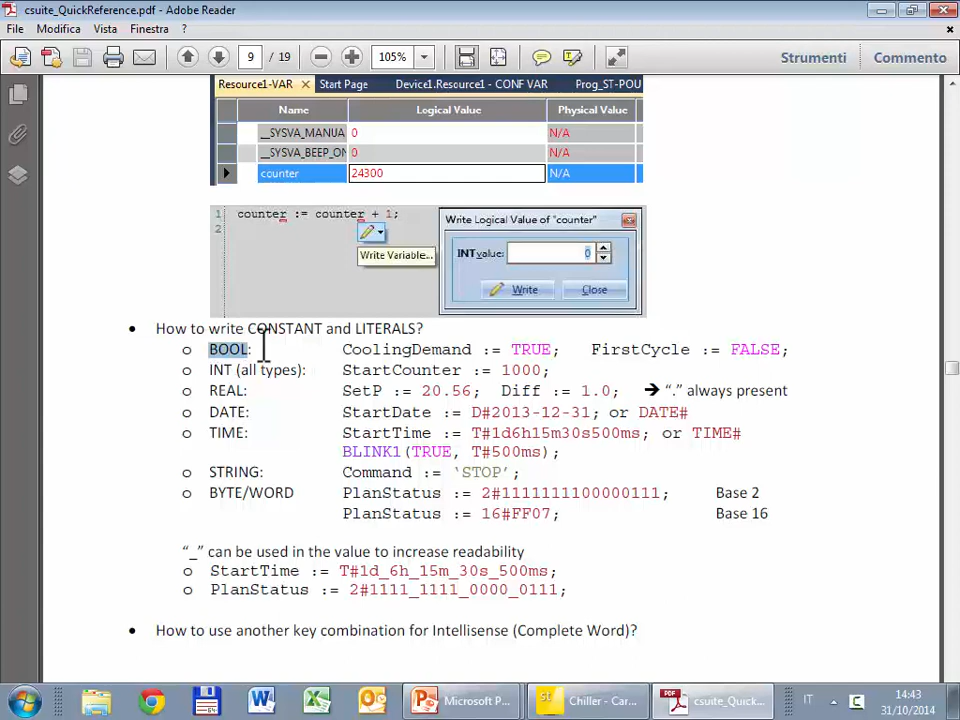 csuite_QuickReference.pdf - Adobe Reader
File Modifica Vista Finestra ?
9 / 19 105% Strumenti Commento
Resource1-VAR Start Page Device1.Resource1 - CONF VAR Prog_ST-POU
Name Logical Value Physical Value
__SYSVA_MANUA 0 N/A
__SYSVA_BEEP_ON 0 N/A
counter 24300 N/A
1 counter := counter + 1;
2
Write Variable...
Write Logical Value of "counter"
INT value: 0
Write Close
• How to write CONSTANT and LITERALS?
o BOOL: CoolingDemand := TRUE; FirstCycle := FALSE;
o INT (all types): StartCounter := 1000;
o REAL: SetP := 20.56; Diff := 1.0; ➔ “.” always present
o DATE: StartDate := D#2013-12-31; or DATE#
o TIME: StartTime := T#1d6h15m30s500ms; or TIME#
BLINK1(TRUE, T#500ms);
o STRING: Command := ‘STOP’;
o BYTE/WORD PlanStatus := 2#1111111100000111; Base 2
PlanStatus := 16#FF07; Base 16
“_” can be used in the value to increase readability
o StartTime := T#1d_6h_15m_30s_500ms;
o PlanStatus := 2#1111_1111_0000_0111;
• How to use another key combination for Intellisense (Complete Word)?
Microsoft P... Chiller - Car... csuite_Quick... IT 14:43
31/10/2014